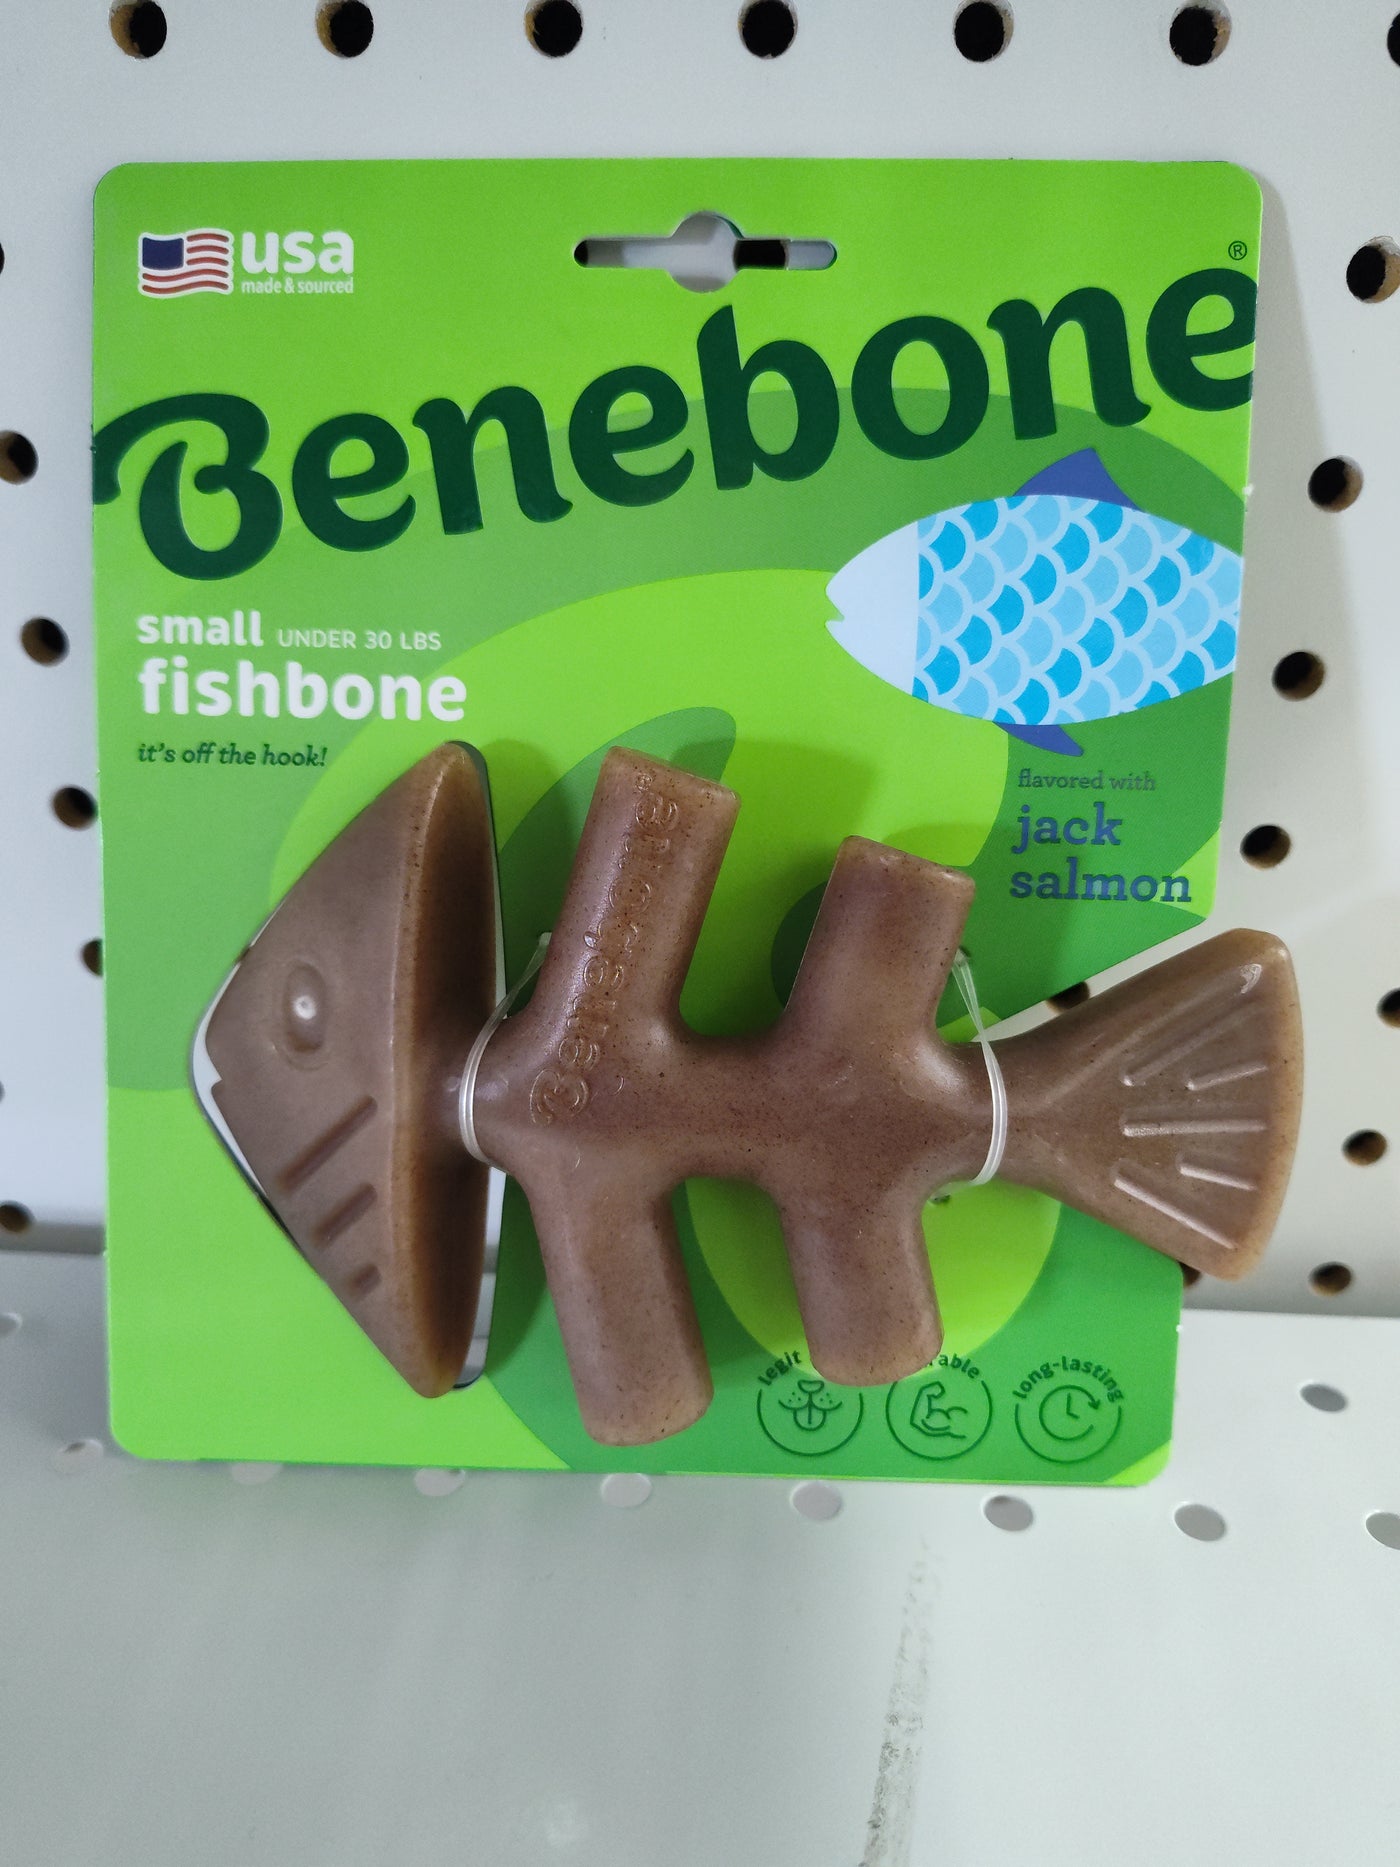 usa
made & sourced
Benebone®
small UNDER 30 LBS
fishbone
it's off the hook!
flavored with
jack
salmon
Benebone®
legit
long-lasting